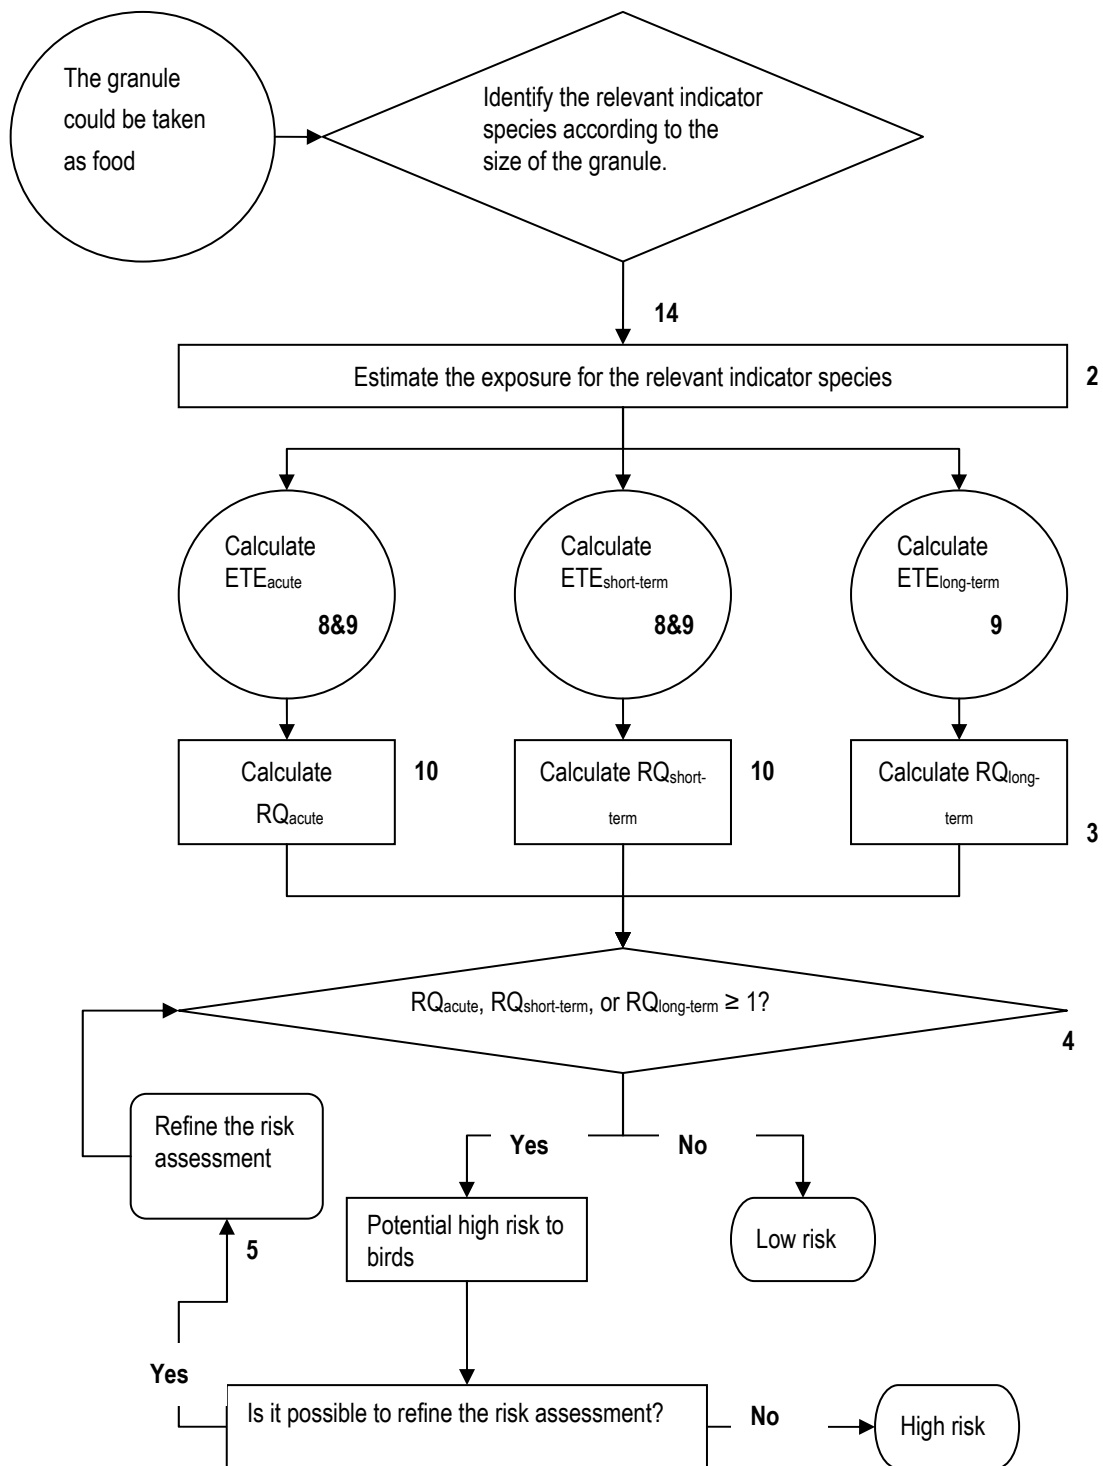 The granule
could be taken
as food
Identify the relevant indicator
species according to the
size of the granule.
14
Estimate the exposure for the relevant indicator species
2
Calculate
ETEacute
8&9
Calculate
ETEshort-term
8&9
Calculate
ETElong-term
9
Calculate
RQacute
10
Calculate RQshort-
term
10
Calculate RQlong-
term
3
RQacute, RQshort-term, or RQlong-term ≥ 1?
4
Refine the risk
assessment
5
Yes
No
Potential high risk to
birds
Low risk
Yes
Is it possible to refine the risk assessment?
No
High risk